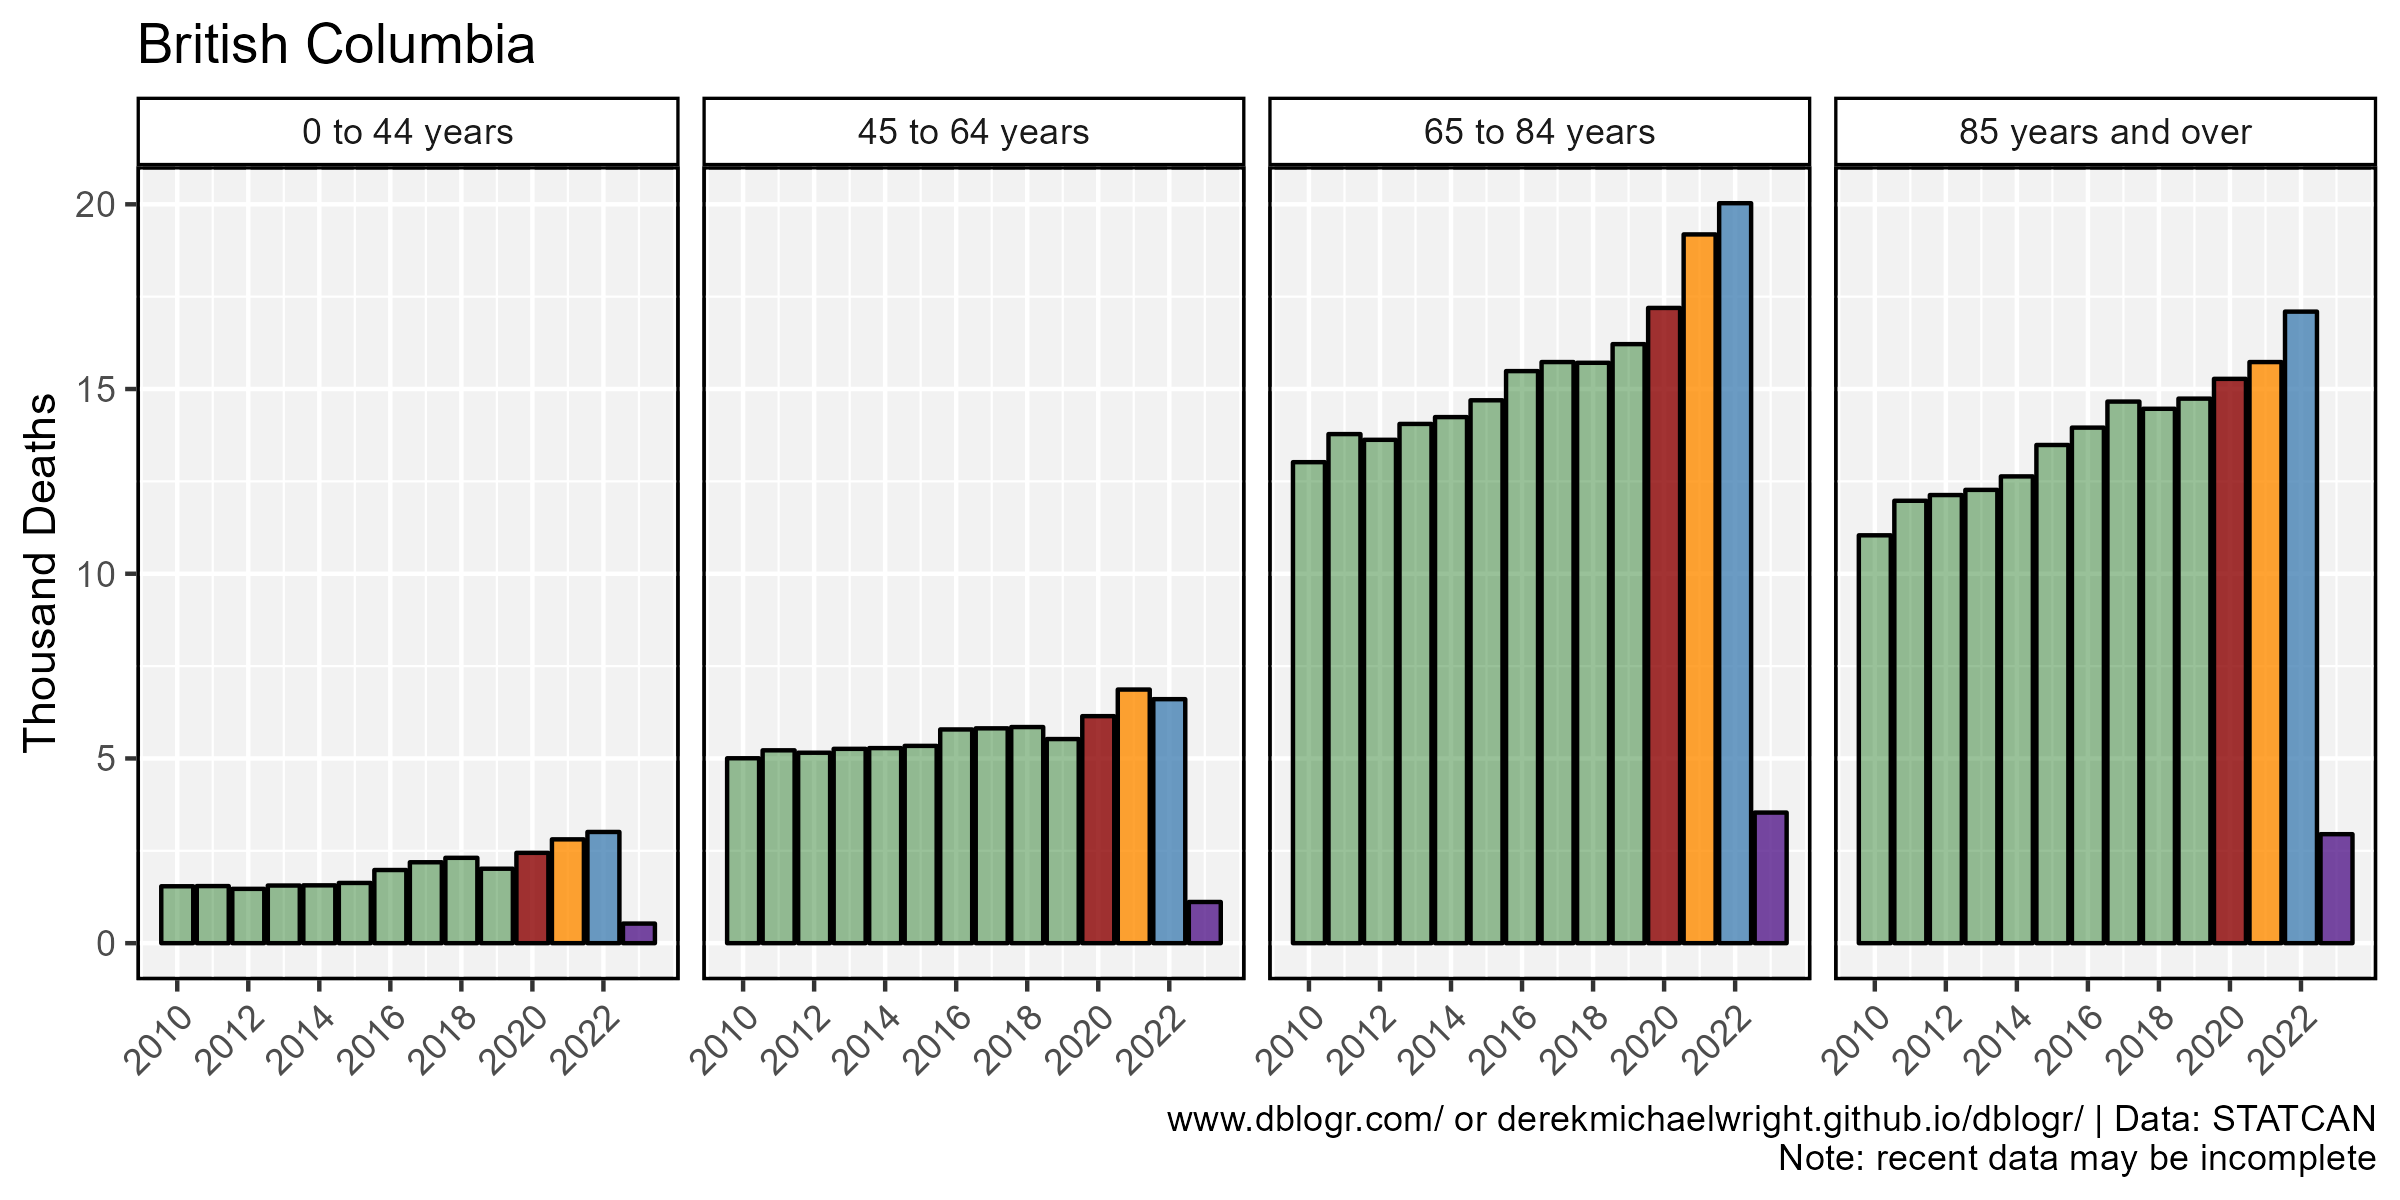 British Columbia
0 to 44 years
45 to 64 years
65 to 84 years
85 years and over
Thousand Deaths
20
15
10
5
0
2010 2012 2014 2016 2018 2020 2022
2010 2012 2014 2016 2018 2020 2022
2010 2012 2014 2016 2018 2020 2022
2010 2012 2014 2016 2018 2020 2022
www.dblogr.com/ or derekmichaelwright.github.io/dblogr/ | Data: STATCAN
Note: recent data may be incomplete